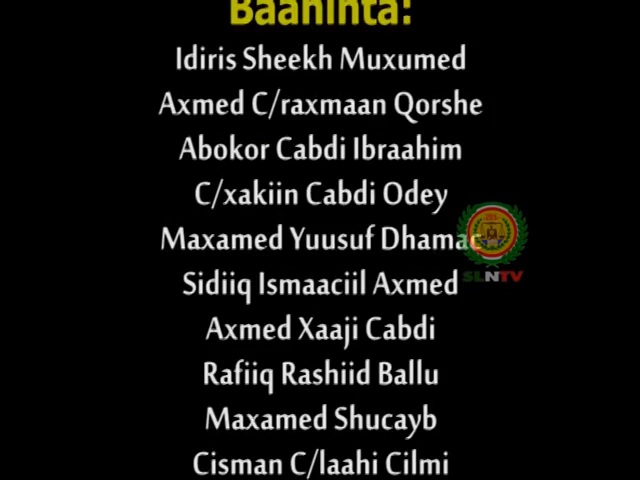 Baahinta:
Idiris Sheekh Muxumed
Axmed C/raxmaan Qorshe
Abokor Cabdi Ibraahim
C/xakiin Cabdi Odey
Maxamed Yuusuf Dhamac
Sidiiq Ismaaciil Axmed
SLNTV
Axmed Xaaji Cabdi
Rafiiq Rashiid Ballu
Maxamed Shucayb
Cisman C/laahi Cilmi